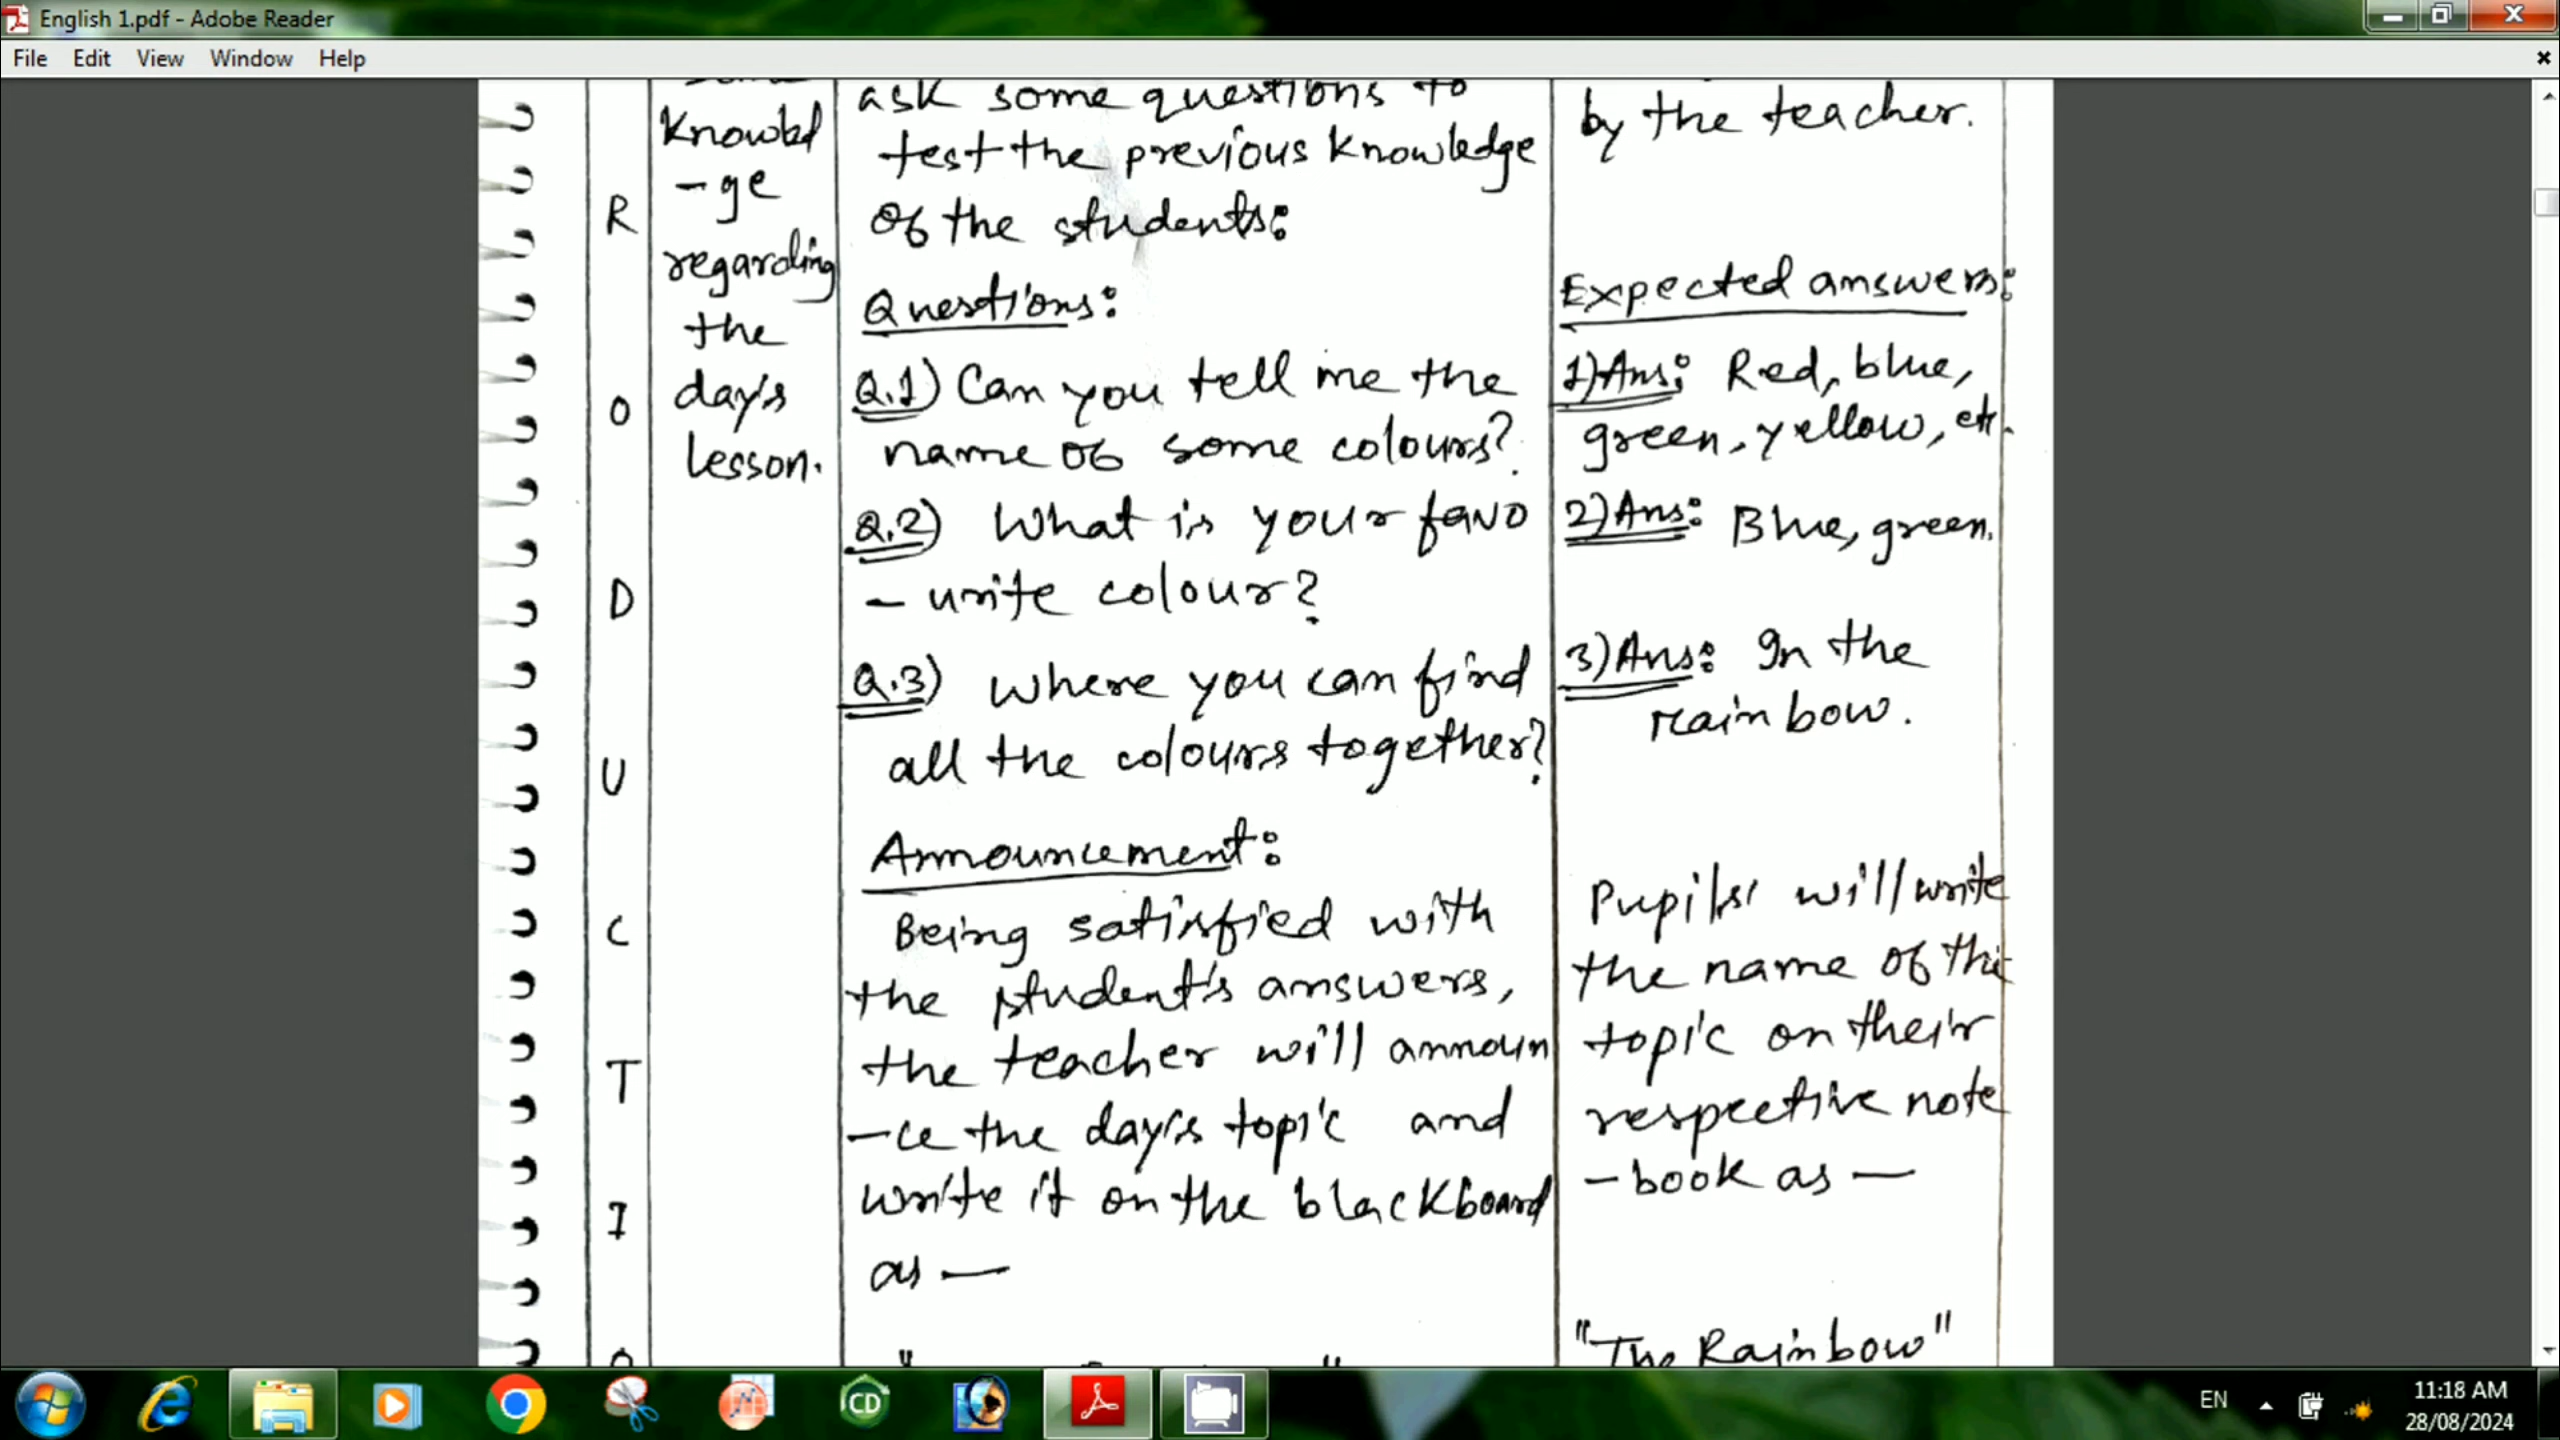 English 1.pdf - Adobe Reader
File Edit View Window Help
R
O
D
U
C
T
I
Knowled
-ge
regarding
the
day's
lesson.
ask some questions to
test the previous knowledge
of the students:
Questions:
Q.1) Can you tell me the
name of some colours?
Q.2) What is your favo
- urite colour?
Q.3) Where you can find
all the colours together?
Announcement:
Being satisfied with
the student's answers,
the teacher will announ
-ce the day's topic and
write it on the blackboard
as —
by the teacher.
Expected answers:
1) Ans: Red, blue,
green, yellow, etc.
2) Ans: Blue, green.
3) Ans: In the
rainbow.
Pupils will write
the name of the
topic on their
respective note
- book as —
"The Rainbow"
CD
EN
11:18 AM
28/08/2024